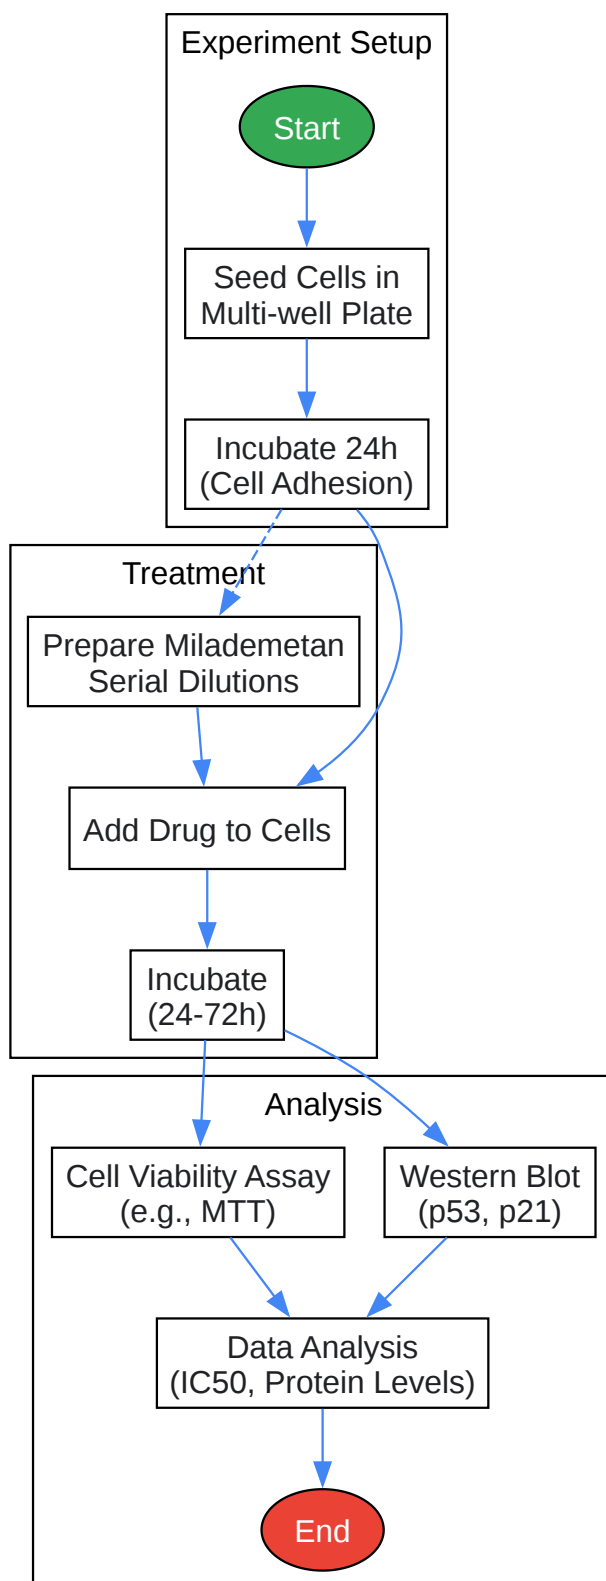 Experiment Setup
Start
Seed Cells in
Multi-well Plate
Incubate 24h
(Cell Adhesion)
Treatment
Prepare Milademetan
Serial Dilutions
Add Drug to Cells
Incubate
(24-72h)
Analysis
Cell Viability Assay
(e.g., MTT)
Western Blot
(p53, p21)
Data Analysis
(IC50, Protein Levels)
End